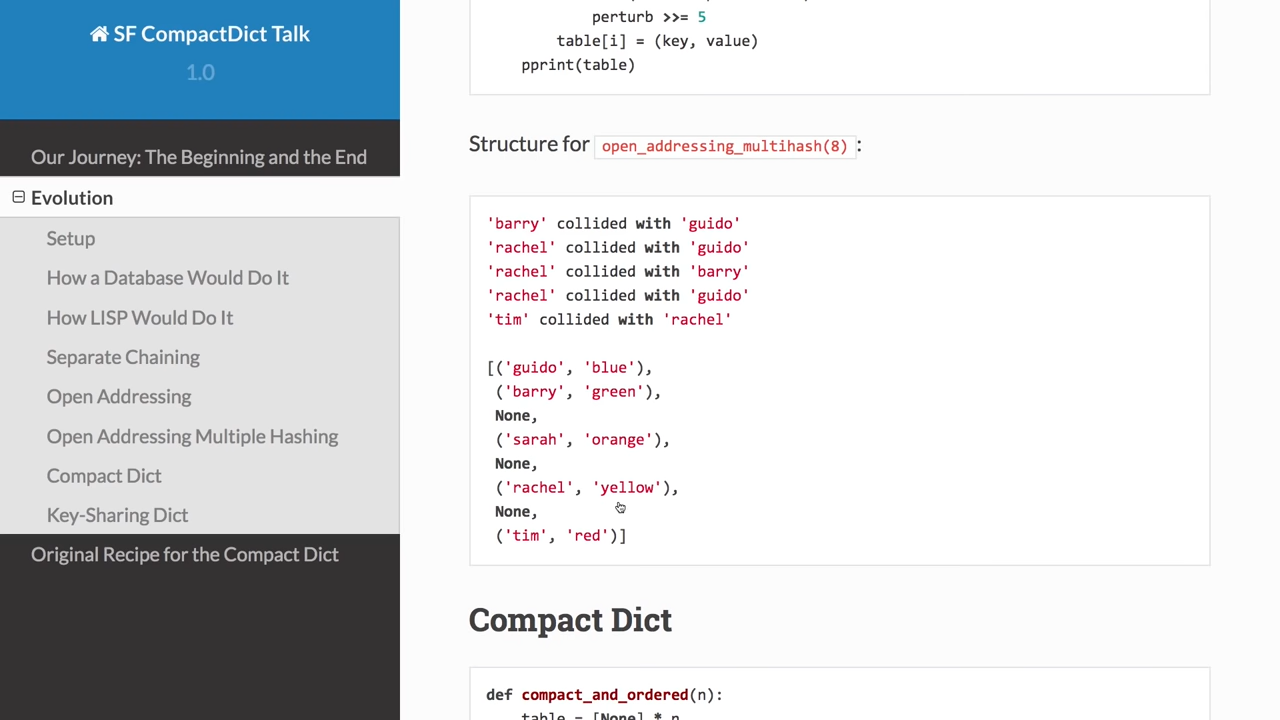 SF CompactDict Talk
1.0
Our Journey: The Beginning and the End
Evolution
Setup
How a Database Would Do It
How LISP Would Do It
Separate Chaining
Open Addressing
Open Addressing Multiple Hashing
Compact Dict
Key-Sharing Dict
Original Recipe for the Compact Dict
perturb >>= 5
table[i] = (key, value)
pprint(table)
Structure for open_addressing_multihash(8):
'barry' collided with 'guido'
'rachel' collided with 'guido'
'rachel' collided with 'barry'
'rachel' collided with 'guido'
'tim' collided with 'rachel'
[('guido', 'blue'),
('barry', 'green'),
None,
('sarah', 'orange'),
None,
('rachel', 'yellow'),
None,
('tim', 'red')]
Compact Dict
def compact_and_ordered(n):
table = [None] * n